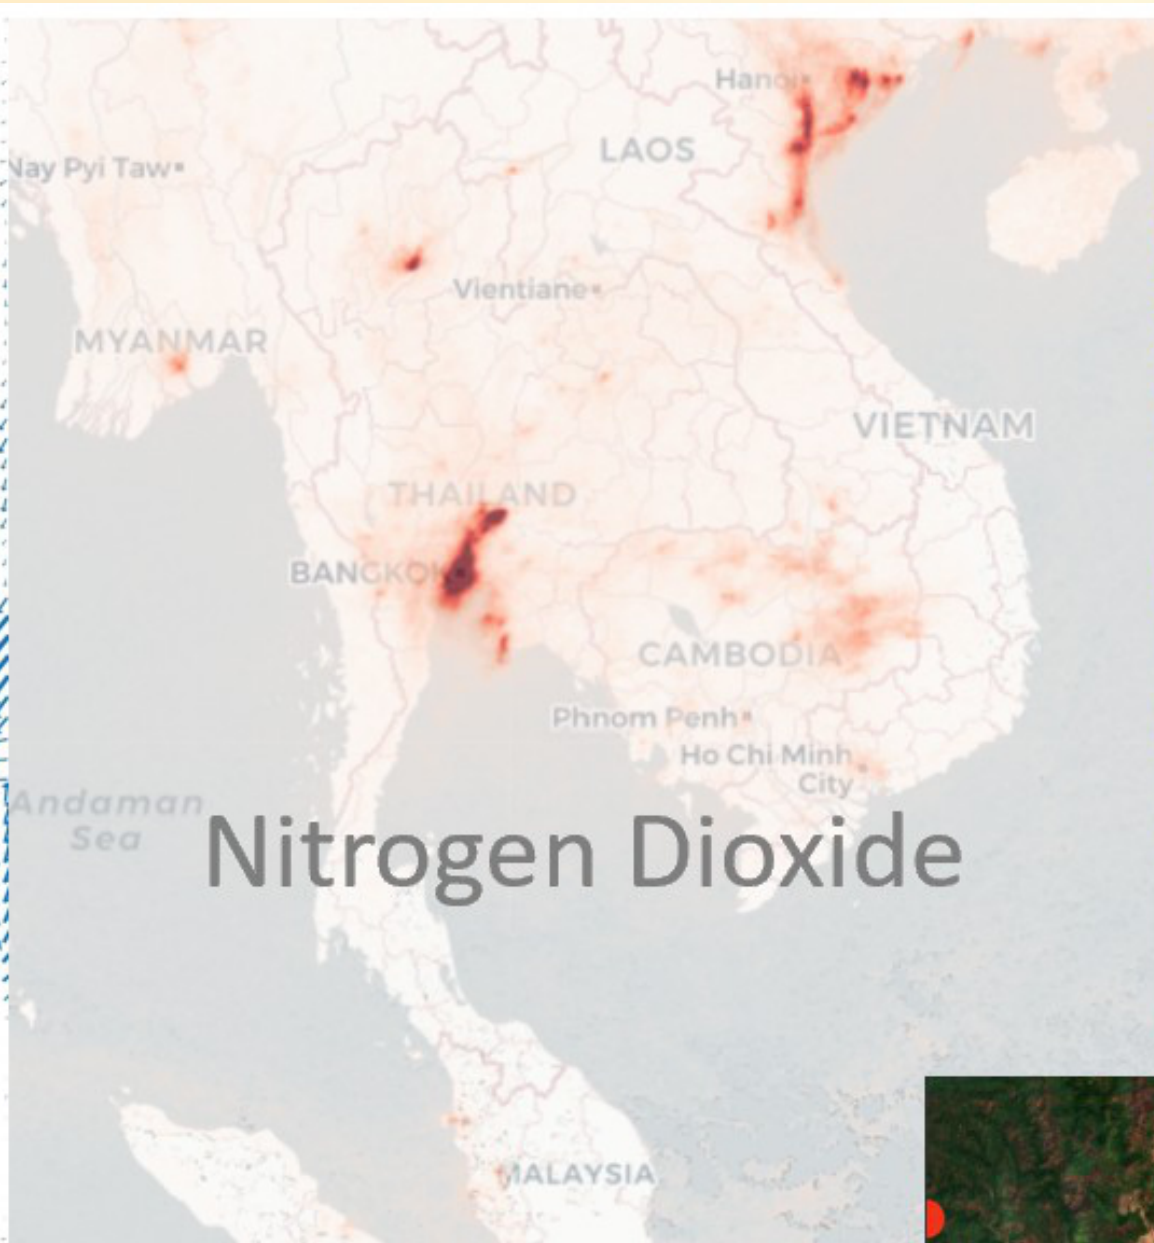 Hanoi
LAOS
Nay Pyi Taw
Vientiane
MYANMAR
VIETNAM
THAILAND
BANGKOK
CAMBODIA
Phnom Penh
Ho Chi Minh
City
Andaman
Sea
Nitrogen Dioxide
MALAYSIA